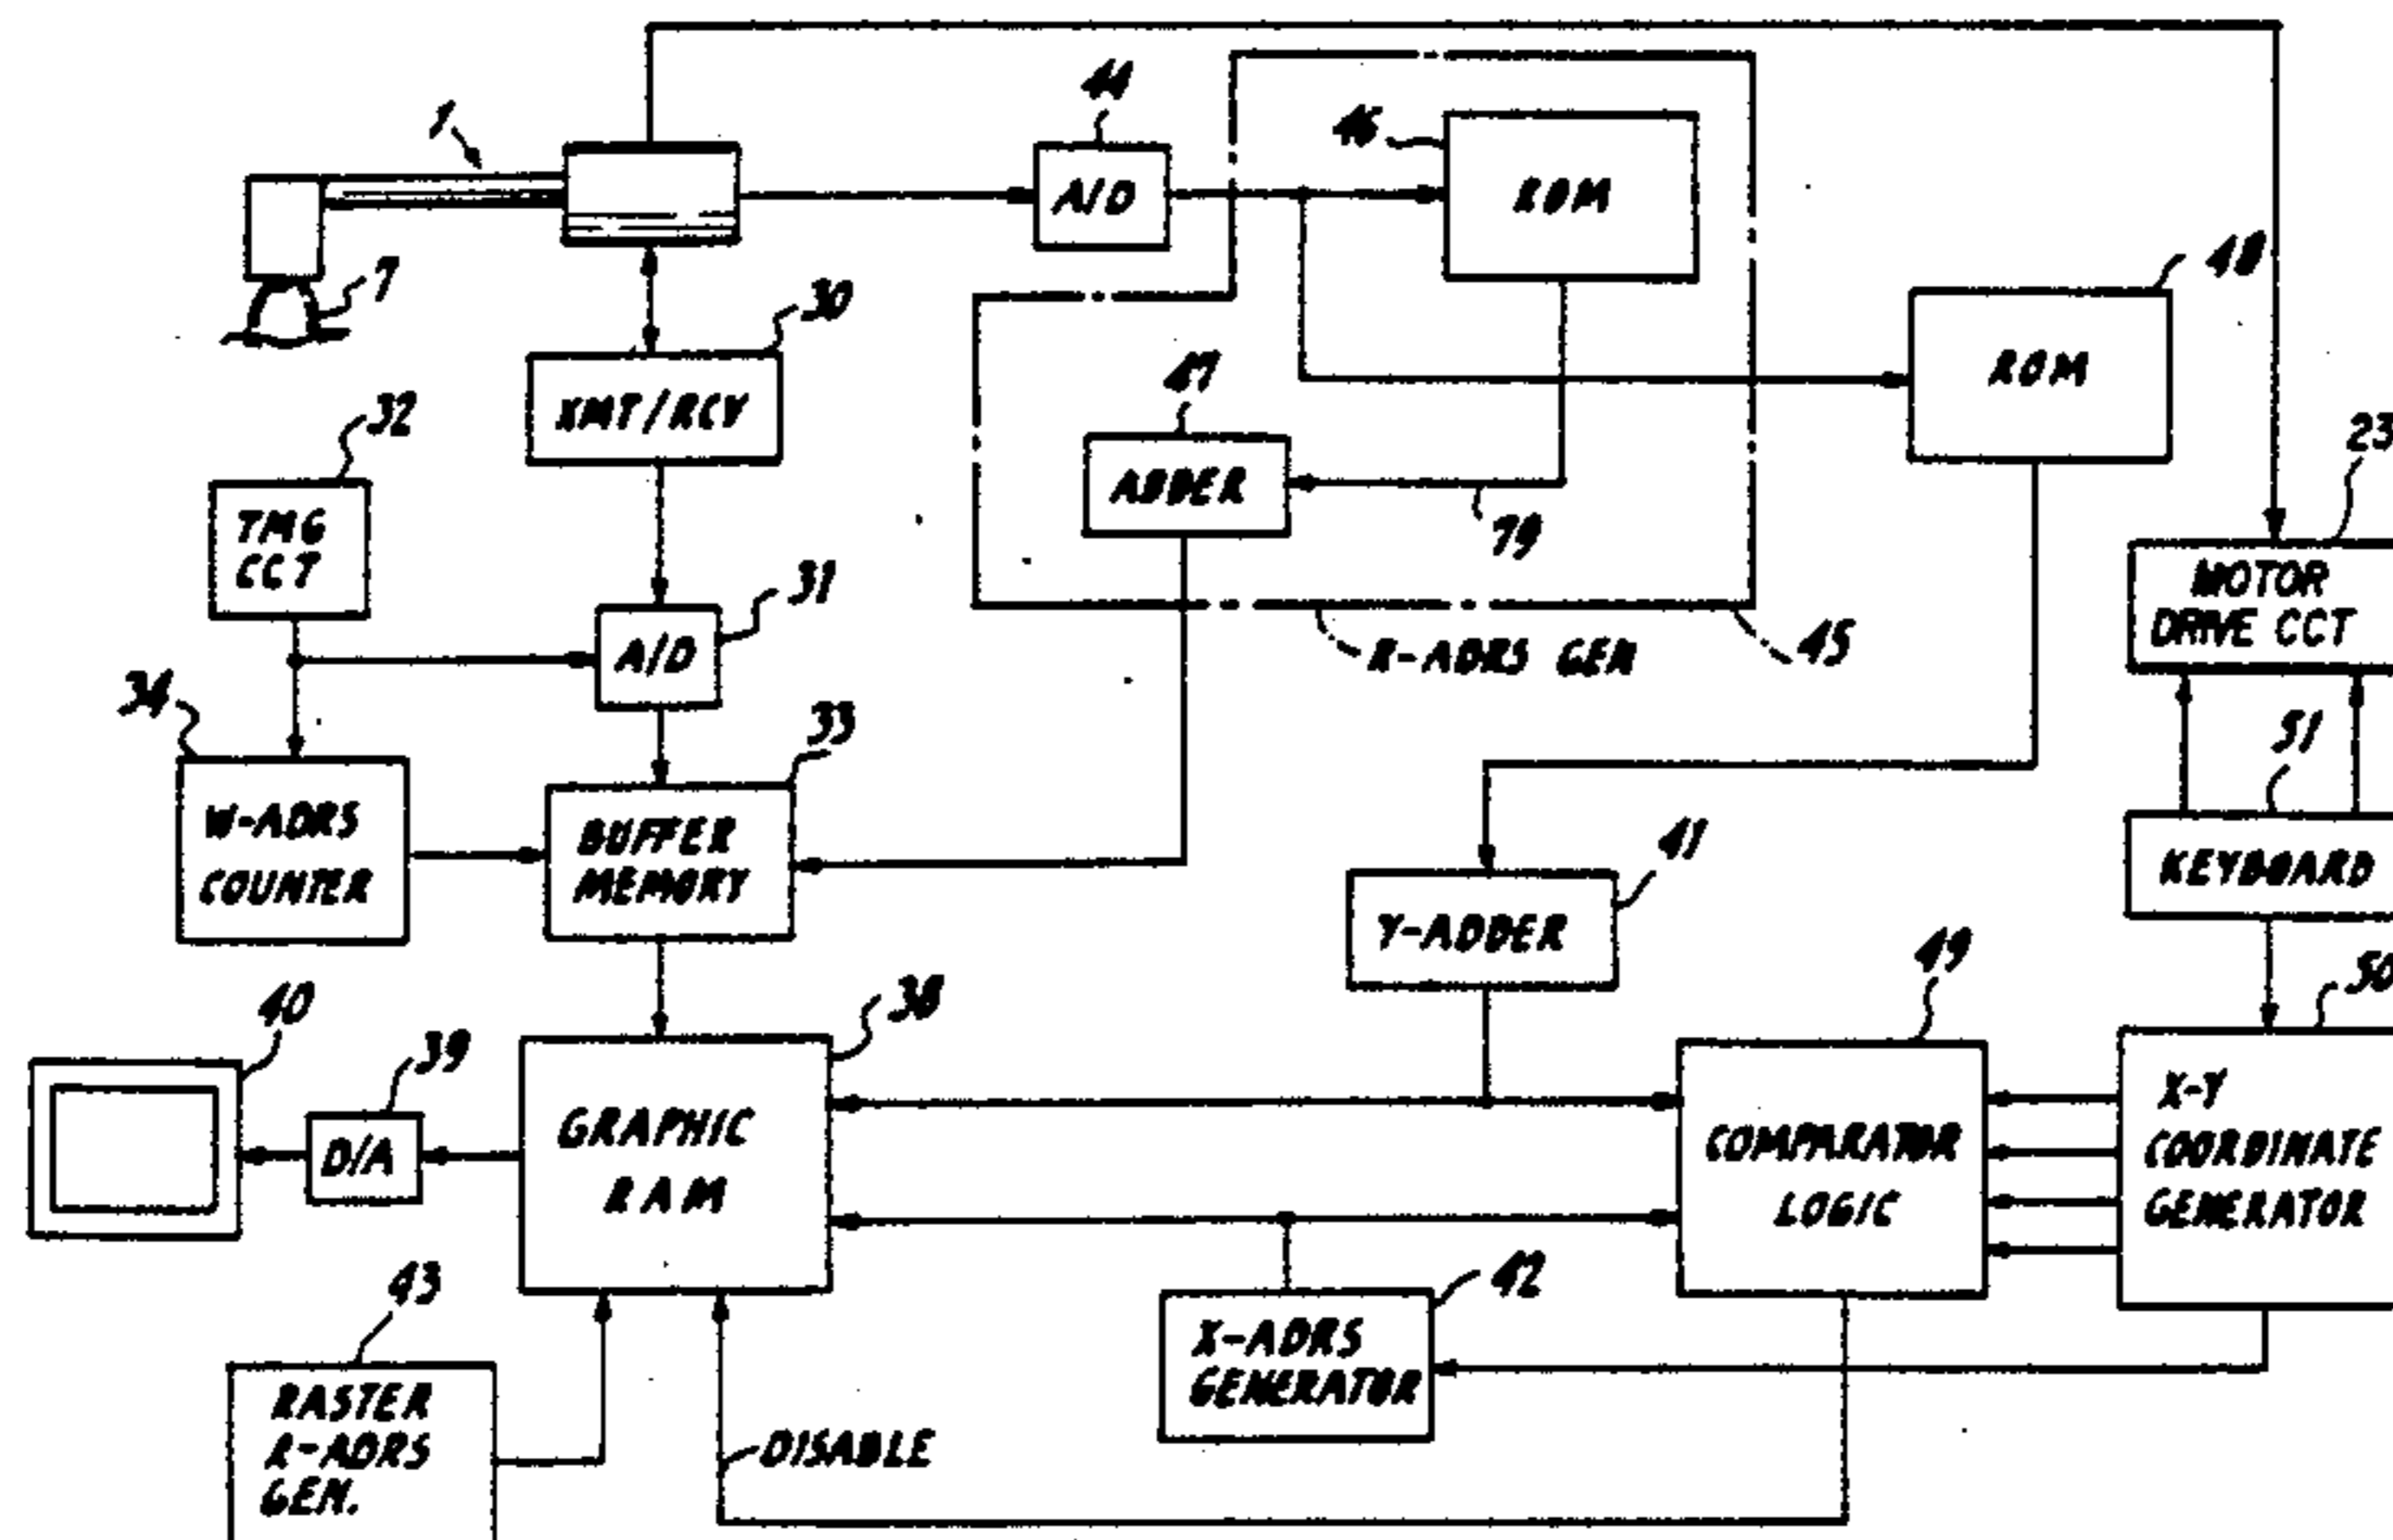 44
1
46
A/D
ROM
48
7
30
ROM
47
32
XMT/RCV
23
ADDER
TMG
CCT
79
31
MOTOR
DRIVE CCT
A/D
R-ADRS GEN
45
34
33
51
W-ADRS
COUNTER
BUFFER
MEMORY
41
KEYBOARD
Y-ADDER
49
50
38
40
39
X-Y
COORDINATE
GENERATOR
GRAPHIC
RAM
D/A
COMPARATOR
LOGIC
43
42
X-ADRS
GENERATOR
RASTER
R-ADRS
GEN.
DISABLE